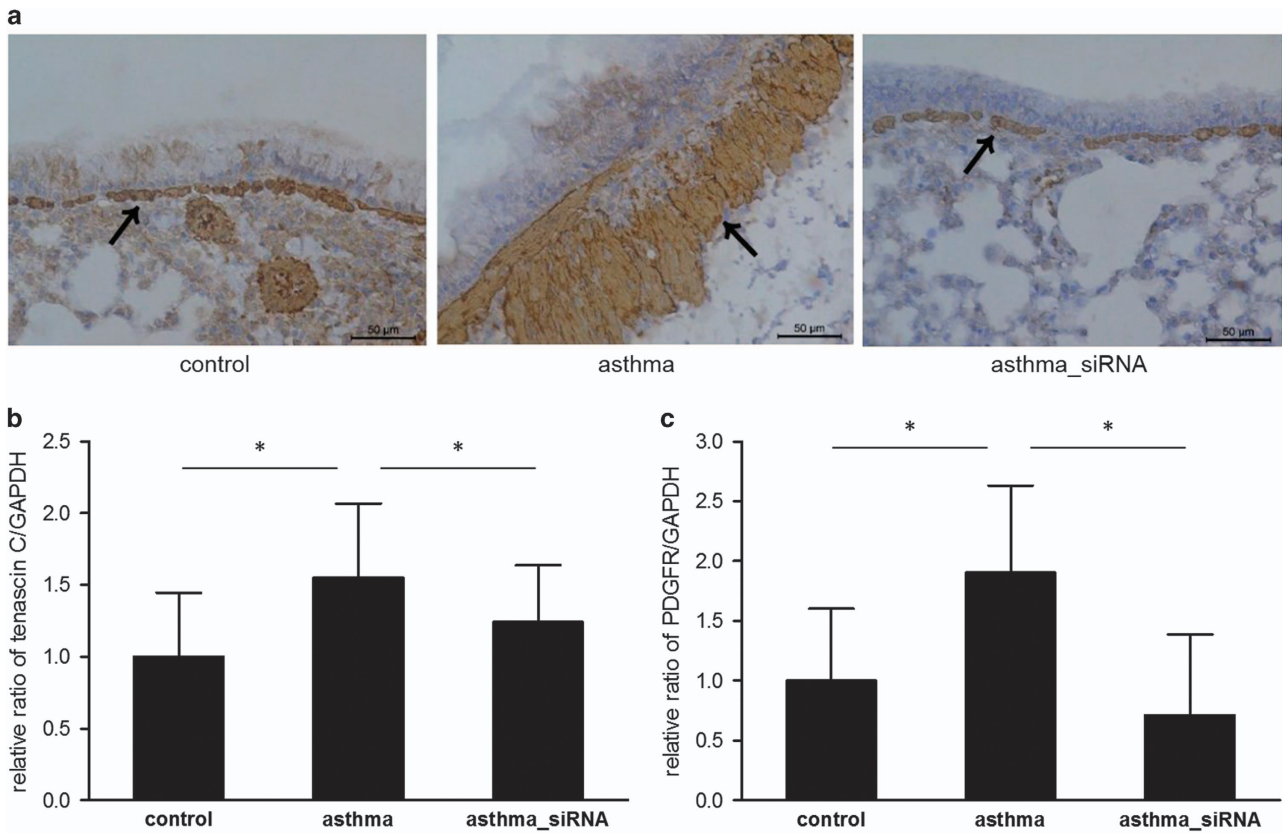 a
50 µm
50 µm
50 µm
control
asthma
asthma_siRNA
b
relative ratio of tenascin C/GAPDH
2.5
2.0
1.5
1.0
0.5
0.0
*
*
control
asthma
asthma_siRNA
c
relative ratio of PDGFR/GAPDH
3.0
2.5
2.0
1.5
1.0
0.5
0.0
*
*
control
asthma
asthma_siRNA